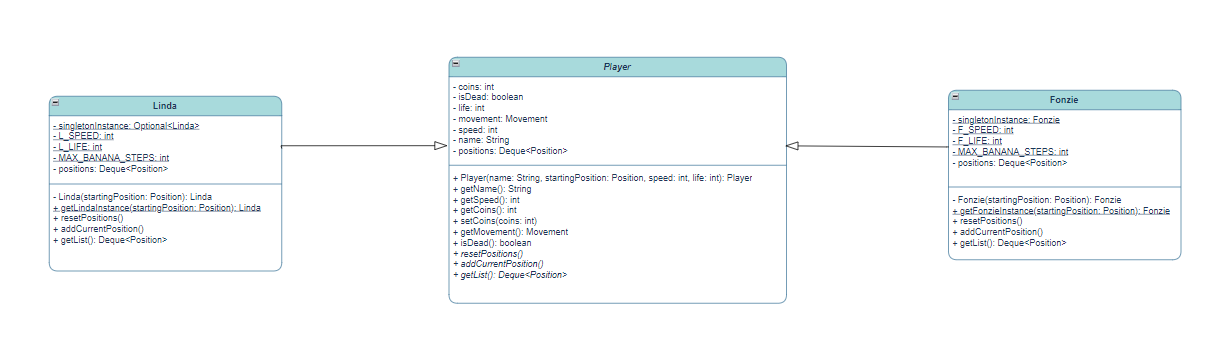 Linda
- singletonInstance: Optional<Linda>
- L_SPEED: int
- L_LIFE: int
- MAX_BANANA_STEPS: int
- positions: Deque<Position>
- Linda(startingPosition: Position): Linda
+ getLindaInstance(startingPosition: Position): Linda
+ resetPositions()
+ addCurrentPosition()
+ getList(): Deque<Position>
Player
- coins: int
- isDead: boolean
- life: int
- movement: Movement
- speed: int
- name: String
- positions: Deque<Position>
+ Player(name: String, startingPosition: Position, speed: int, life: int): Player
+ getName(): String
+ getSpeed(): int
+ getCoins(): int
+ setCoins(coins: int)
+ getMovement(): Movement
+ isDead(): boolean
+ resetPositions()
+ addCurrentPosition()
+ getList(): Deque<Position>
Fonzie
- singletonInstance: Fonzie
- F_SPEED: int
- F_LIFE: int
- MAX_BANANA_STEPS: int
- positions: Deque<Position>
- Fonzie(startingPosition: Position): Fonzie
+ getFonzieInstance(startingPosition: Position): Fonzie
+ resetPositions()
+ addCurrentPosition()
+ getList(): Deque<Position>